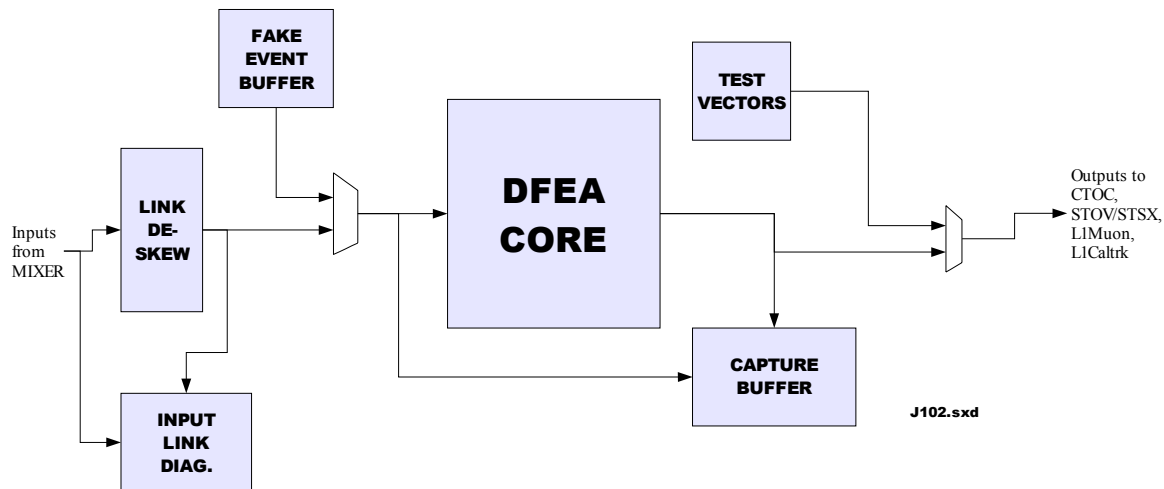 FAKE
EVENT
BUFFER
TEST
VECTORS
LINK
DE-
SKEW
DFEA
CORE
Inputs
from
MIXER
Outputs to
CTOC,
STOV/STSX,
L1Muon,
L1Caltrk
CAPTURE
BUFFER
INPUT
LINK
DIAG.
J102.sxd